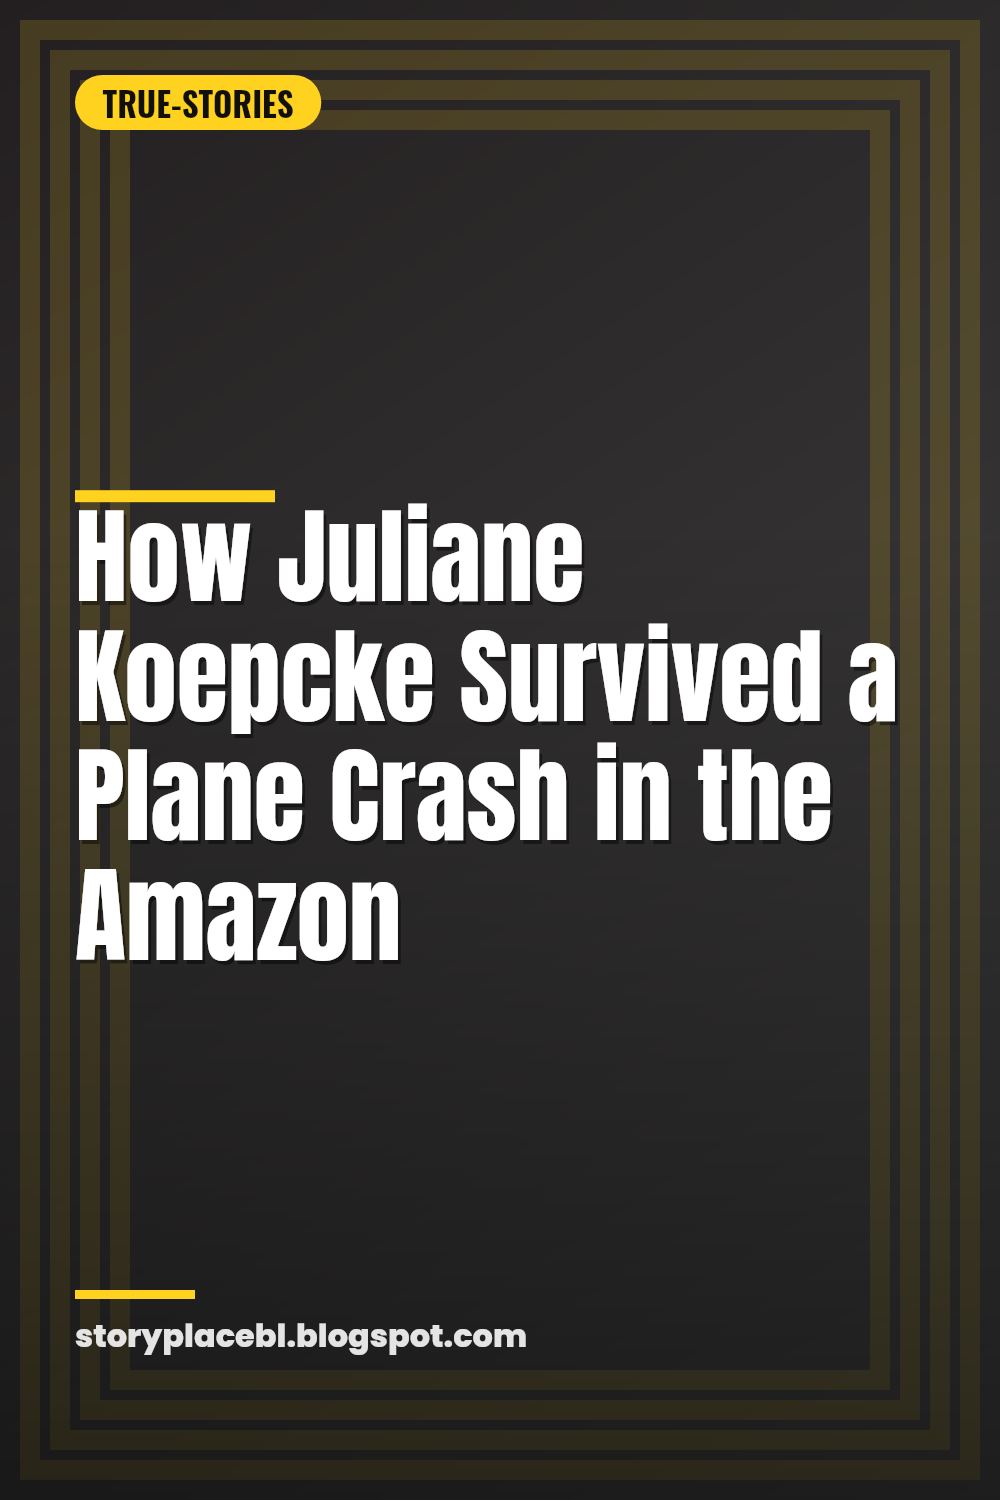 TRUE-STORIES
How Juliane
Koepcke Survived a
Plane Crash in the
Amazon
storyplacebl.blogspot.com